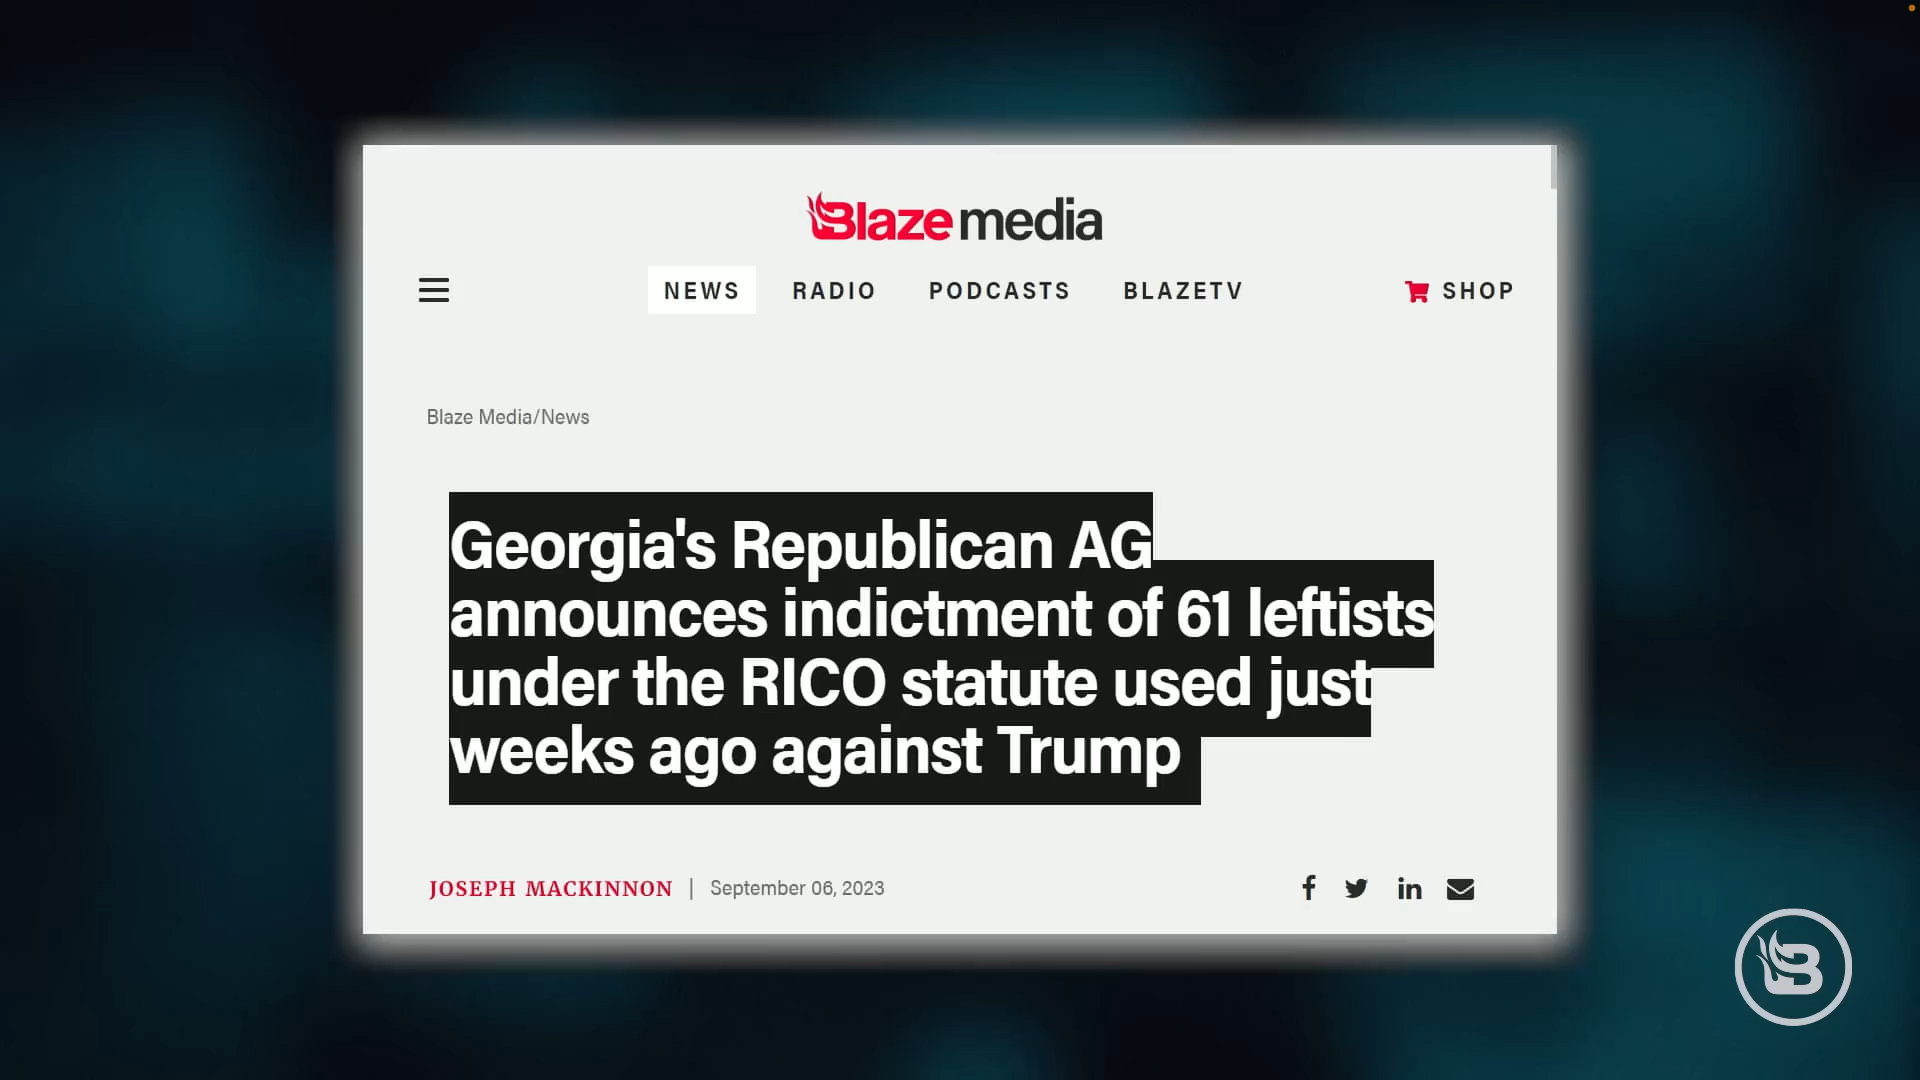 Blaze media
NEWS RADIO PODCASTS BLAZETV SHOP
Blaze Media/News
Georgia's Republican AG
announces indictment of 61 leftists
under the RICO statute used just
weeks ago against Trump
JOSEPH MACKINNON | September 06, 2023
B